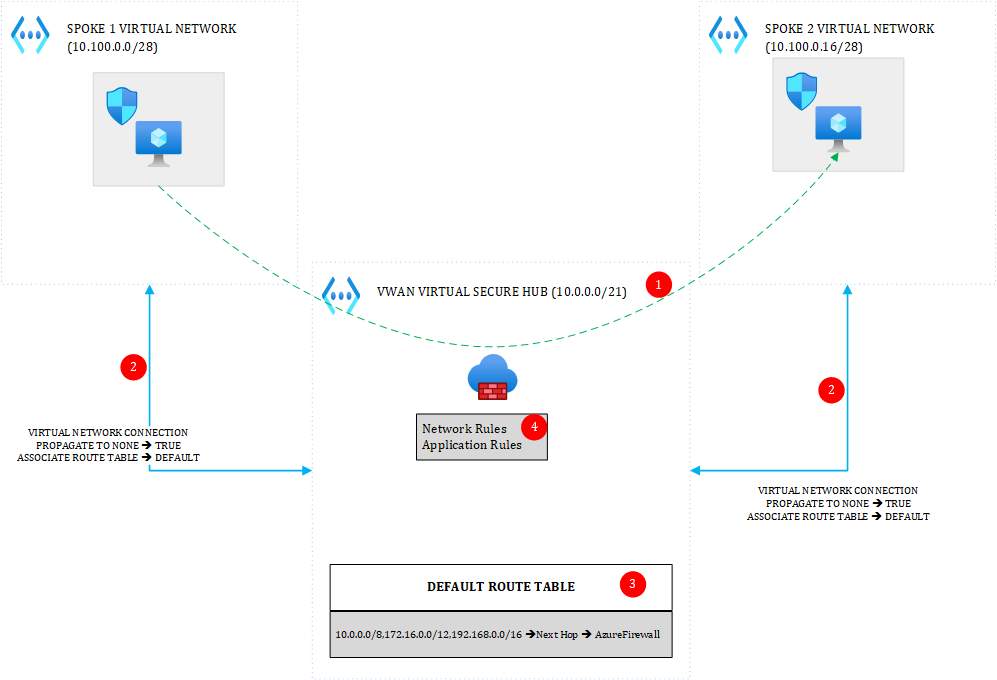 SPOKE 1 VIRTUAL NETWORK
(10.100.0.0/28)
SPOKE 2 VIRTUAL NETWORK
(10.100.0.16/28)
VWAN VIRTUAL SECURE HUB (10.0.0.0/21)
1
2
VIRTUAL NETWORK CONNECTION
PROPAGATE TO NONE → TRUE
ASSOCIATE ROUTE TABLE → DEFAULT
2
VIRTUAL NETWORK CONNECTION
PROPAGATE TO NONE → TRUE
ASSOCIATE ROUTE TABLE → DEFAULT
Network Rules
Application Rules
4
DEFAULT ROUTE TABLE
3
10.0.0.0/8,172.16.0.0/12,192.168.0.0/16 →Next Hop → AzureFirewall